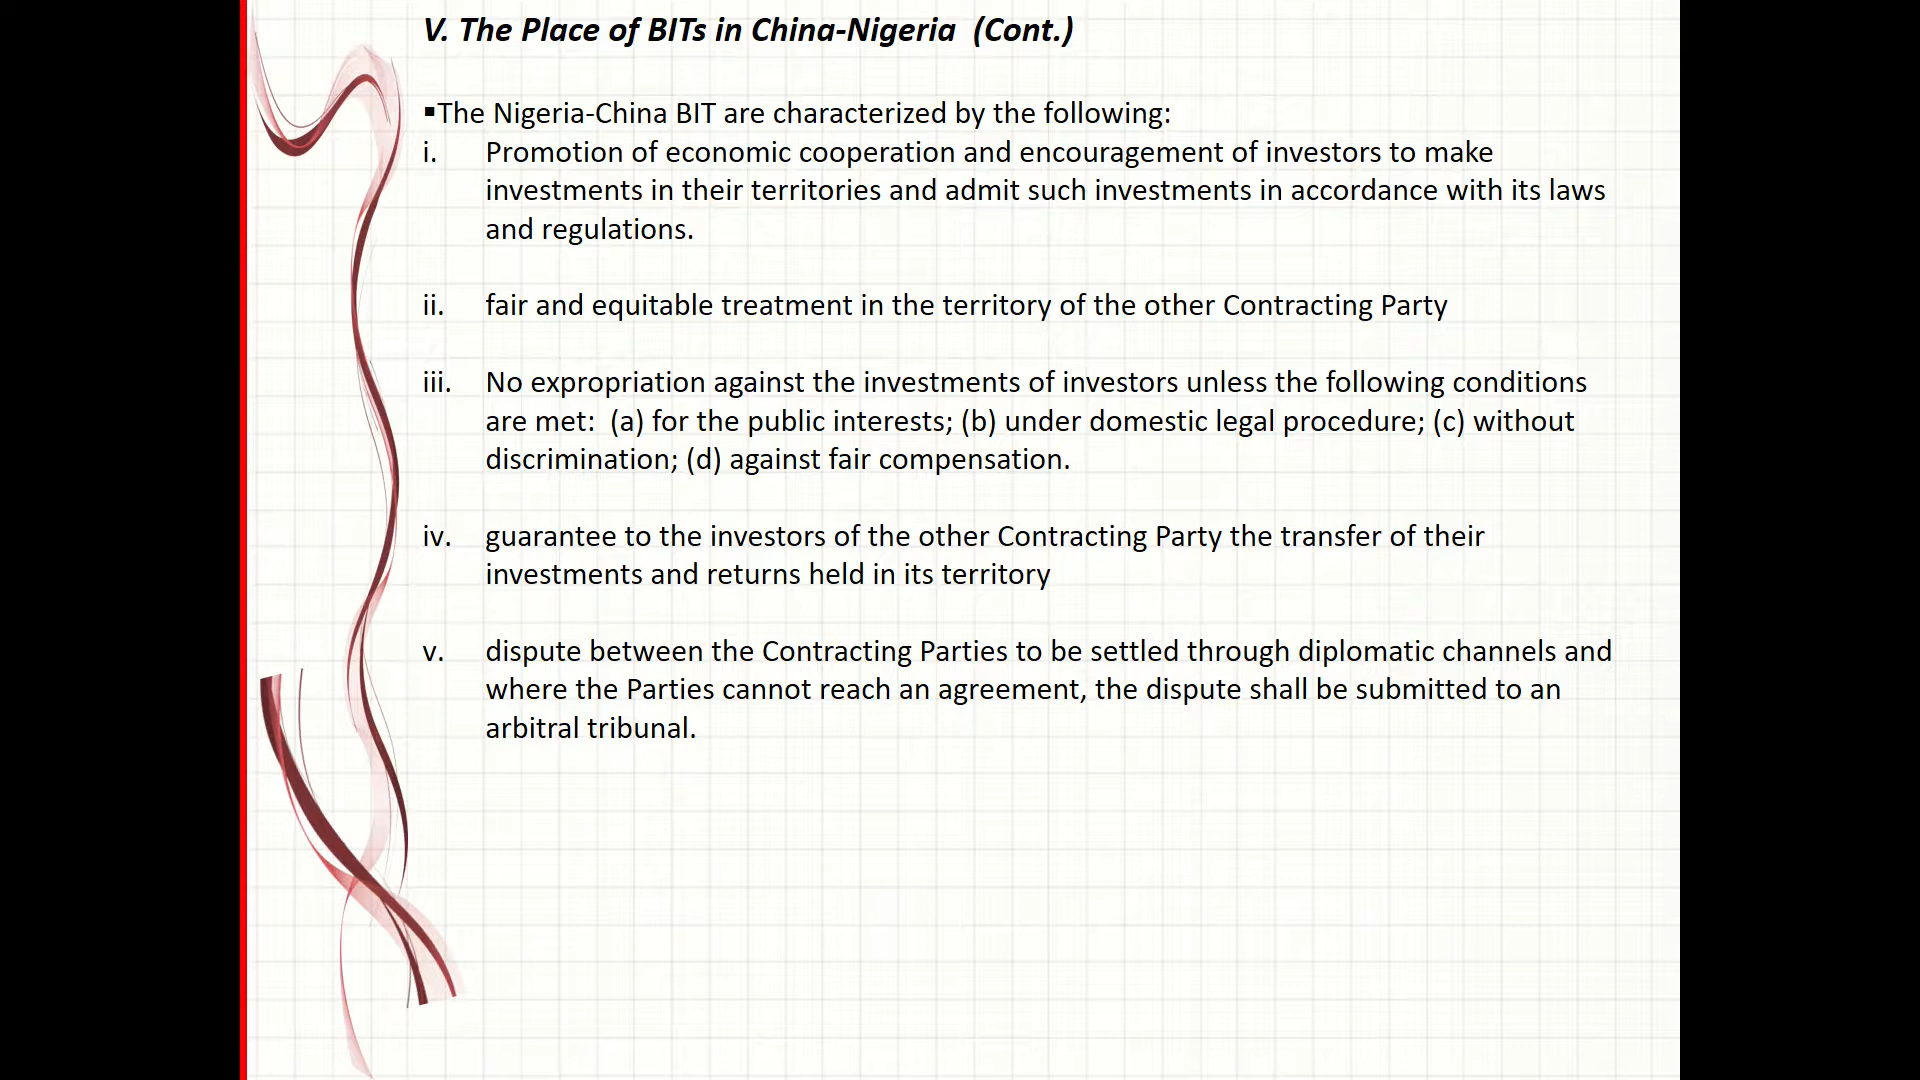 V. The Place of BITs in China-Nigeria (Cont.)
▪The Nigeria-China BIT are characterized by the following:
i. Promotion of economic cooperation and encouragement of investors to make
investments in their territories and admit such investments in accordance with its laws
and regulations.
ii. fair and equitable treatment in the territory of the other Contracting Party
iii. No expropriation against the investments of investors unless the following conditions
are met: (a) for the public interests; (b) under domestic legal procedure; (c) without
discrimination; (d) against fair compensation.
iv. guarantee to the investors of the other Contracting Party the transfer of their
investments and returns held in its territory
v. dispute between the Contracting Parties to be settled through diplomatic channels and
where the Parties cannot reach an agreement, the dispute shall be submitted to an
arbitral tribunal.